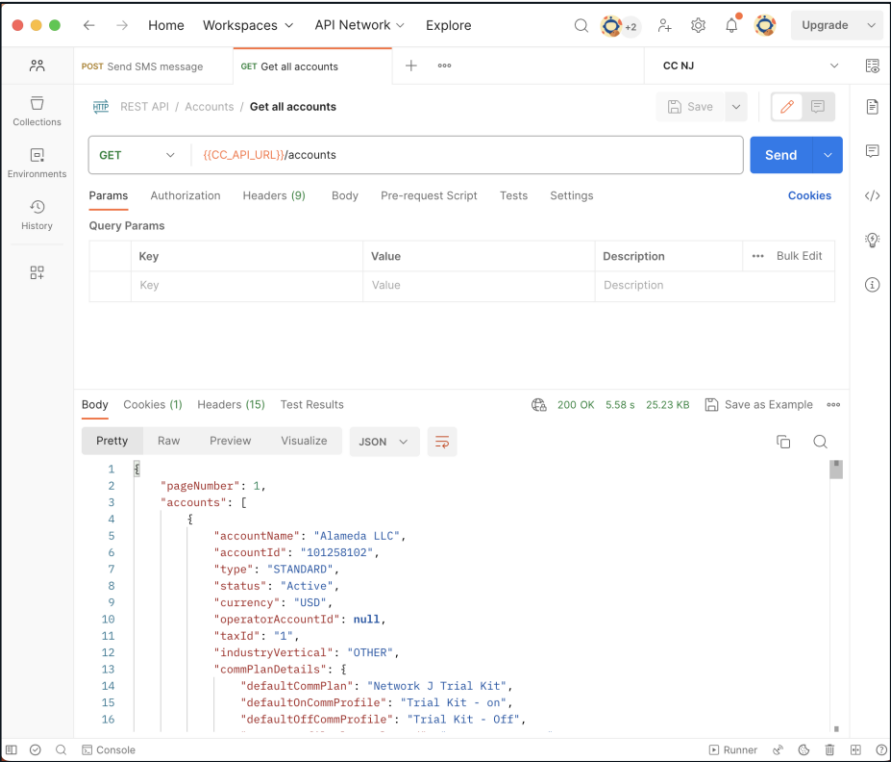 Home Workspaces API Network Explore +2 Upgrade
POST Send SMS message GET Get all accounts CC NJ
HTTP REST API / Accounts / Get all accounts Save
Collections
GET {{CC_API_URL}}/accounts Send
Environments
Params Authorization Headers (9) Body Pre-request Script Tests Settings Cookies
History
Query Params
Key Value Description Bulk Edit
Key Value Description
Body Cookies (1) Headers (15) Test Results 200 OK 5.58 s 25.23 KB Save as Example
Pretty Raw Preview Visualize JSON
1 {
2 "pageNumber": 1,
3 "accounts": [
4 {
5 "accountName": "Alameda LLC",
6 "accountId": "101258102",
7 "type": "STANDARD",
8 "status": "Active",
9 "currency": "USD",
10 "operatorAccountId": null,
11 "taxId": "1",
12 "industryVertical": "OTHER",
13 "commPlanDetails": {
14 "defaultCommPlan": "Network J Trial Kit",
15 "defaultOnCommProfile": "Trial Kit - on",
16 "defaultOffCommProfile": "Trial Kit - Off",
Console Runner